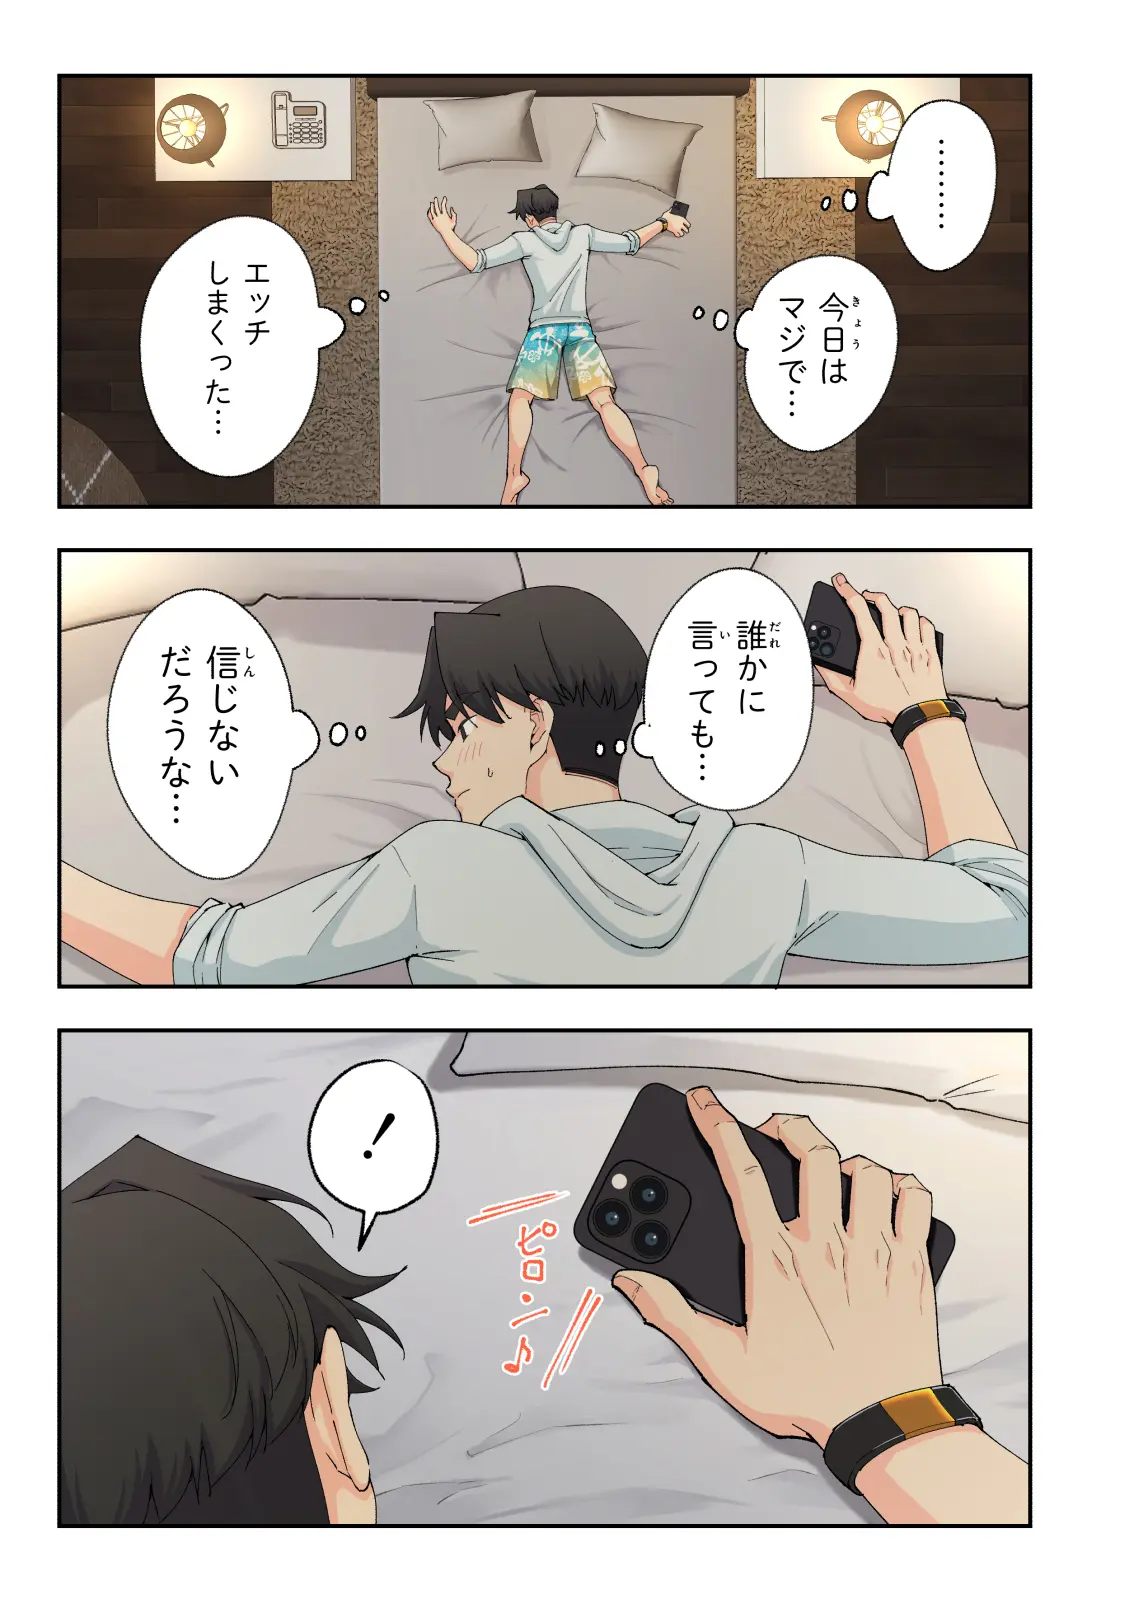 ………
今日は
マジで…
エッチ
しまくった…
誰かに
言っても…
信じない
だろうな…
！
ピロン♪